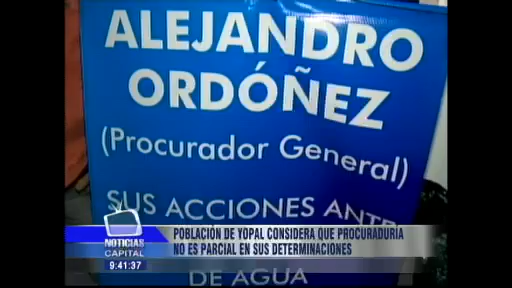 ALEJANDRO
ORDÓÑEZ
(Procurador General)
SUS ACCIONES ANTE
POBLACIÓN DE YOPAL CONSIDERA QUE PROCURADURÍA
NO ES PARCIAL EN SUS DETERMINACIONES
NOTICIAS
CAPITAL
9:41:37
DE AGUA